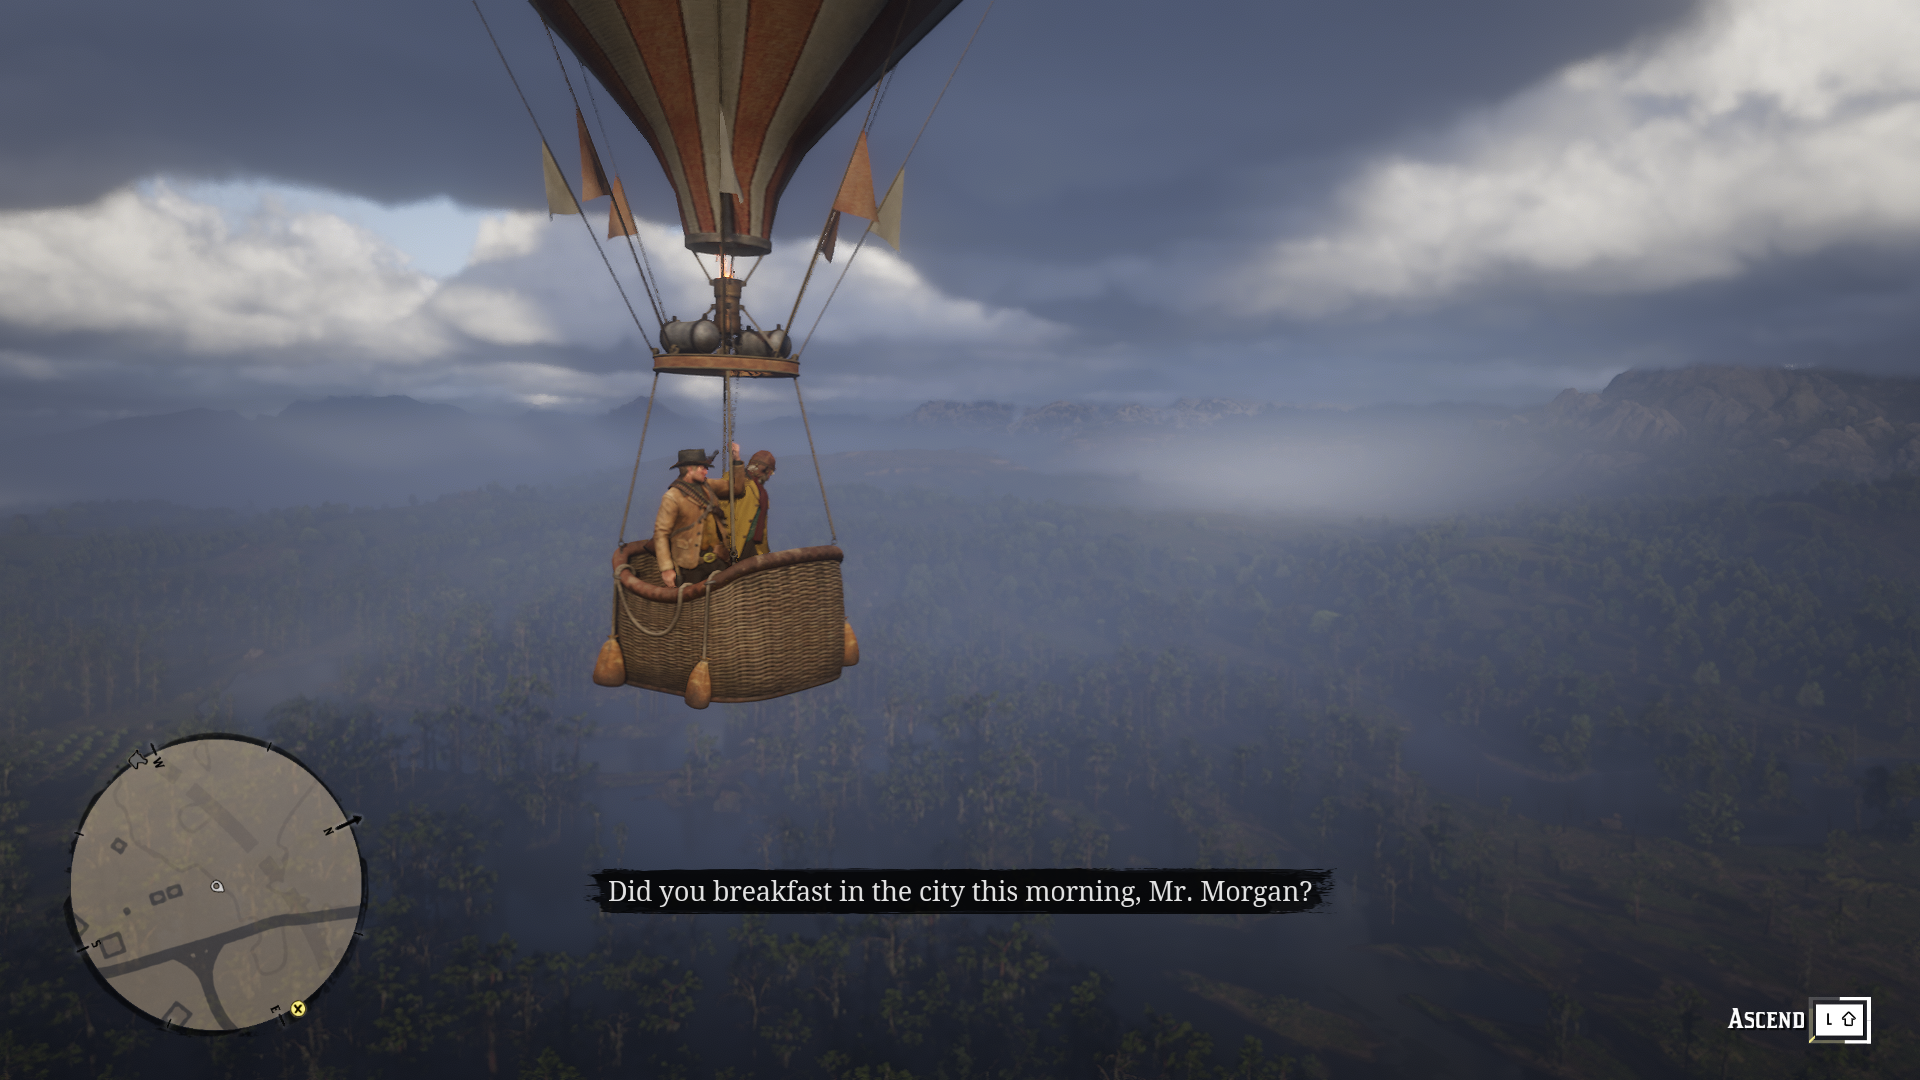 W
N
S
E
X
Did you breakfast in the city this morning, Mr. Morgan?
ASCEND L ⇧